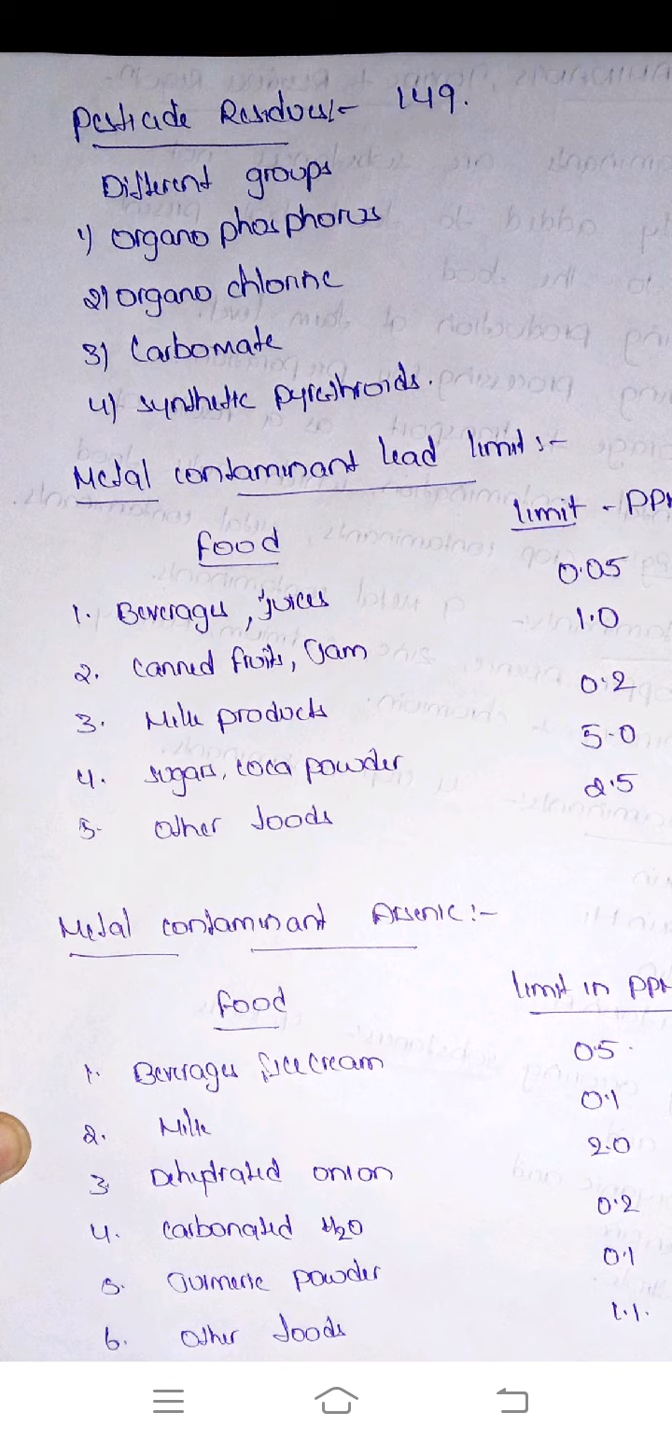 Pesticide Residues:- 149.
Different groups
1) organo phosphorus
2) organo chlorine
3) Carbomate
4) synthetic pyrethroids.
Metal contaminant lead limit :-
food limit - PP
1. Beverages, juices 0.05
2. canned fruits, Jam 1.0
3. Milk products 0.2
4. sugars, coca powder 5.0
5. other foods 2.5
Metal contaminant Arsenic :-
food limit in PP
1. Beverages, icecream 0.5.
2. Milk 0.1
3 Dehydrated onion 2.0
4. carbonated H2O 0.2
5. turmeric powder 0.1
6. other foods 1.1.